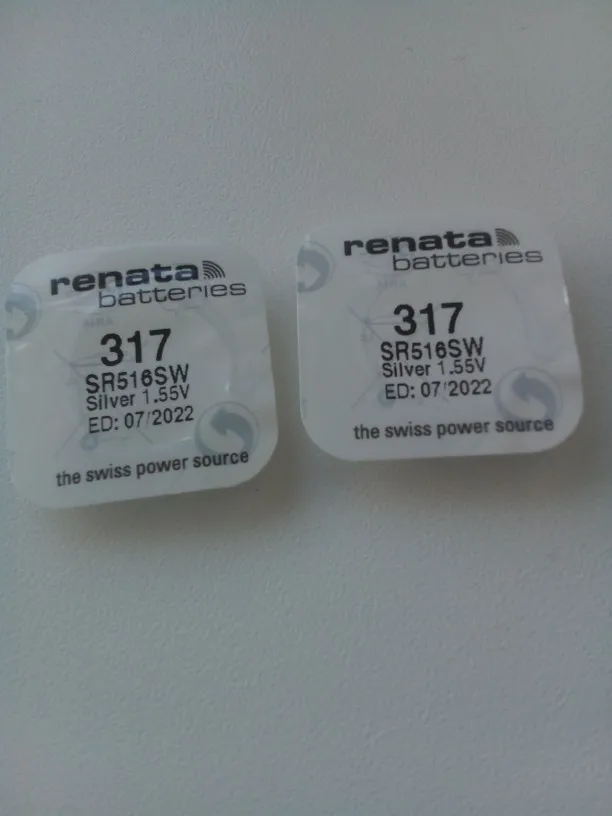 renata
batteries
317
SR516SW
Silver 1.55V
ED: 07/2022
the swiss power source
renata
batteries
317
SR516SW
Silver 1.55V
ED: 07/2022
the swiss power source